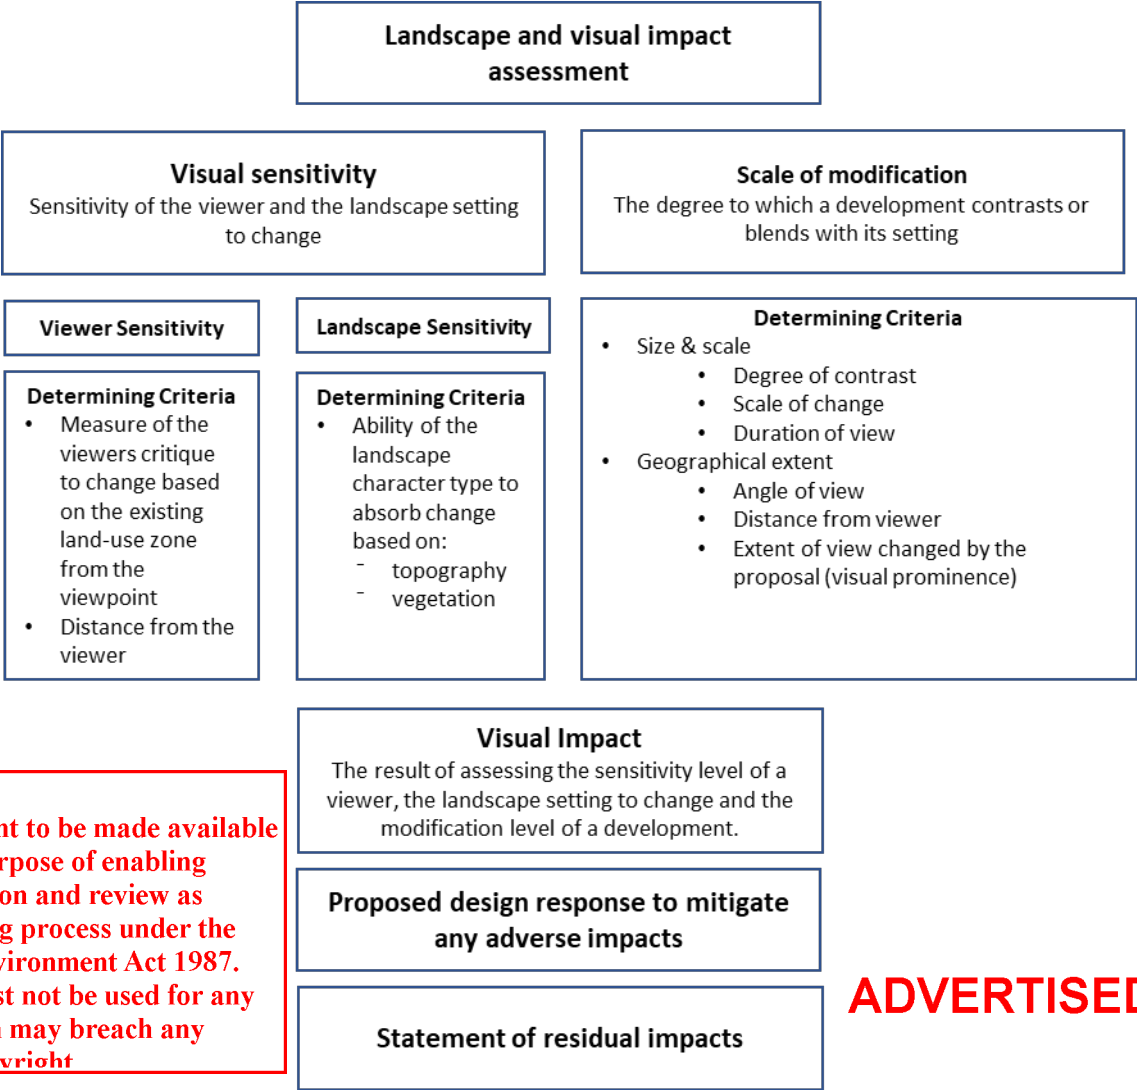 Landscape and visual impact
assessment
Visual sensitivity
Sensitivity of the viewer and the landscape setting
to change
Scale of modification
The degree to which a development contrasts or
blends with its setting
Viewer Sensitivity
Landscape Sensitivity
Determining Criteria
• Measure of the
viewers critique
to change based
on the existing
land-use zone
from the
viewpoint
• Distance from the
viewer
Determining Criteria
• Ability of the
landscape
character type to
absorb change
based on:
- topography
- vegetation
Determining Criteria
• Size & scale
• Degree of contrast
• Scale of change
• Duration of view
• Geographical extent
• Angle of view
• Distance from viewer
• Extent of view changed by the
proposal (visual prominence)
Visual Impact
The result of assessing the sensitivity level of a
viewer, the landscape setting to change and the
modification level of a development.
Proposed design response to mitigate
any adverse impacts
Statement of residual impacts
to be made available
of enabling
and review as
process under the
Act 1987.
not be used for any
may breach any
ADVERTISED